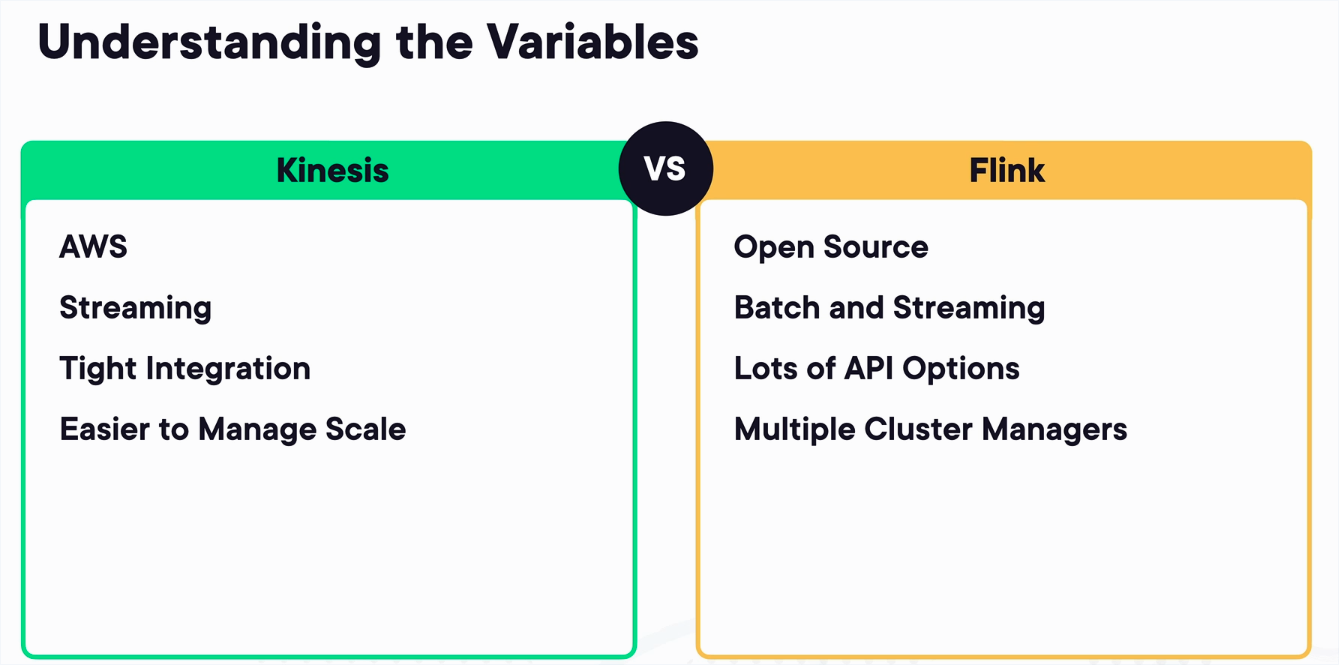 Understanding the Variables
Kinesis
VS
Flink
AWS
Streaming
Tight Integration
Easier to Manage Scale
Open Source
Batch and Streaming
Lots of API Options
Multiple Cluster Managers